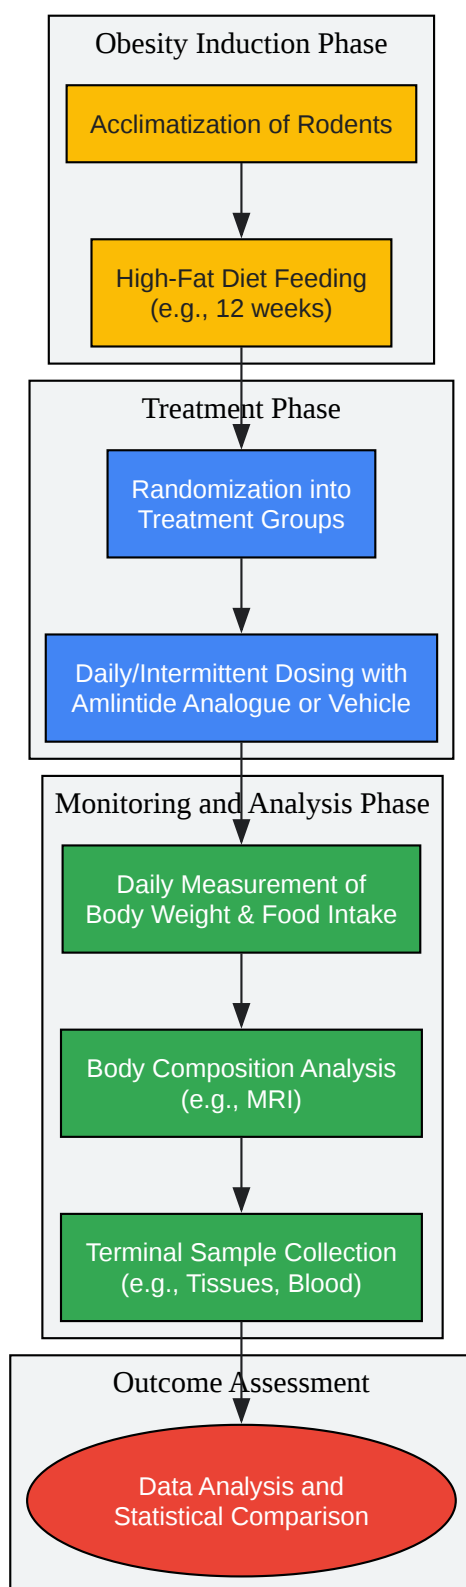 Obesity Induction Phase
Acclimatization of Rodents
High-Fat Diet Feeding
(e.g., 12 weeks)
Treatment Phase
Randomization into
Treatment Groups
Daily/Intermittent Dosing with
Amlintide Analogue or Vehicle
Monitoring and Analysis Phase
Daily Measurement of
Body Weight & Food Intake
Body Composition Analysis
(e.g., MRI)
Terminal Sample Collection
(e.g., Tissues, Blood)
Outcome Assessment
Data Analysis and
Statistical Comparison